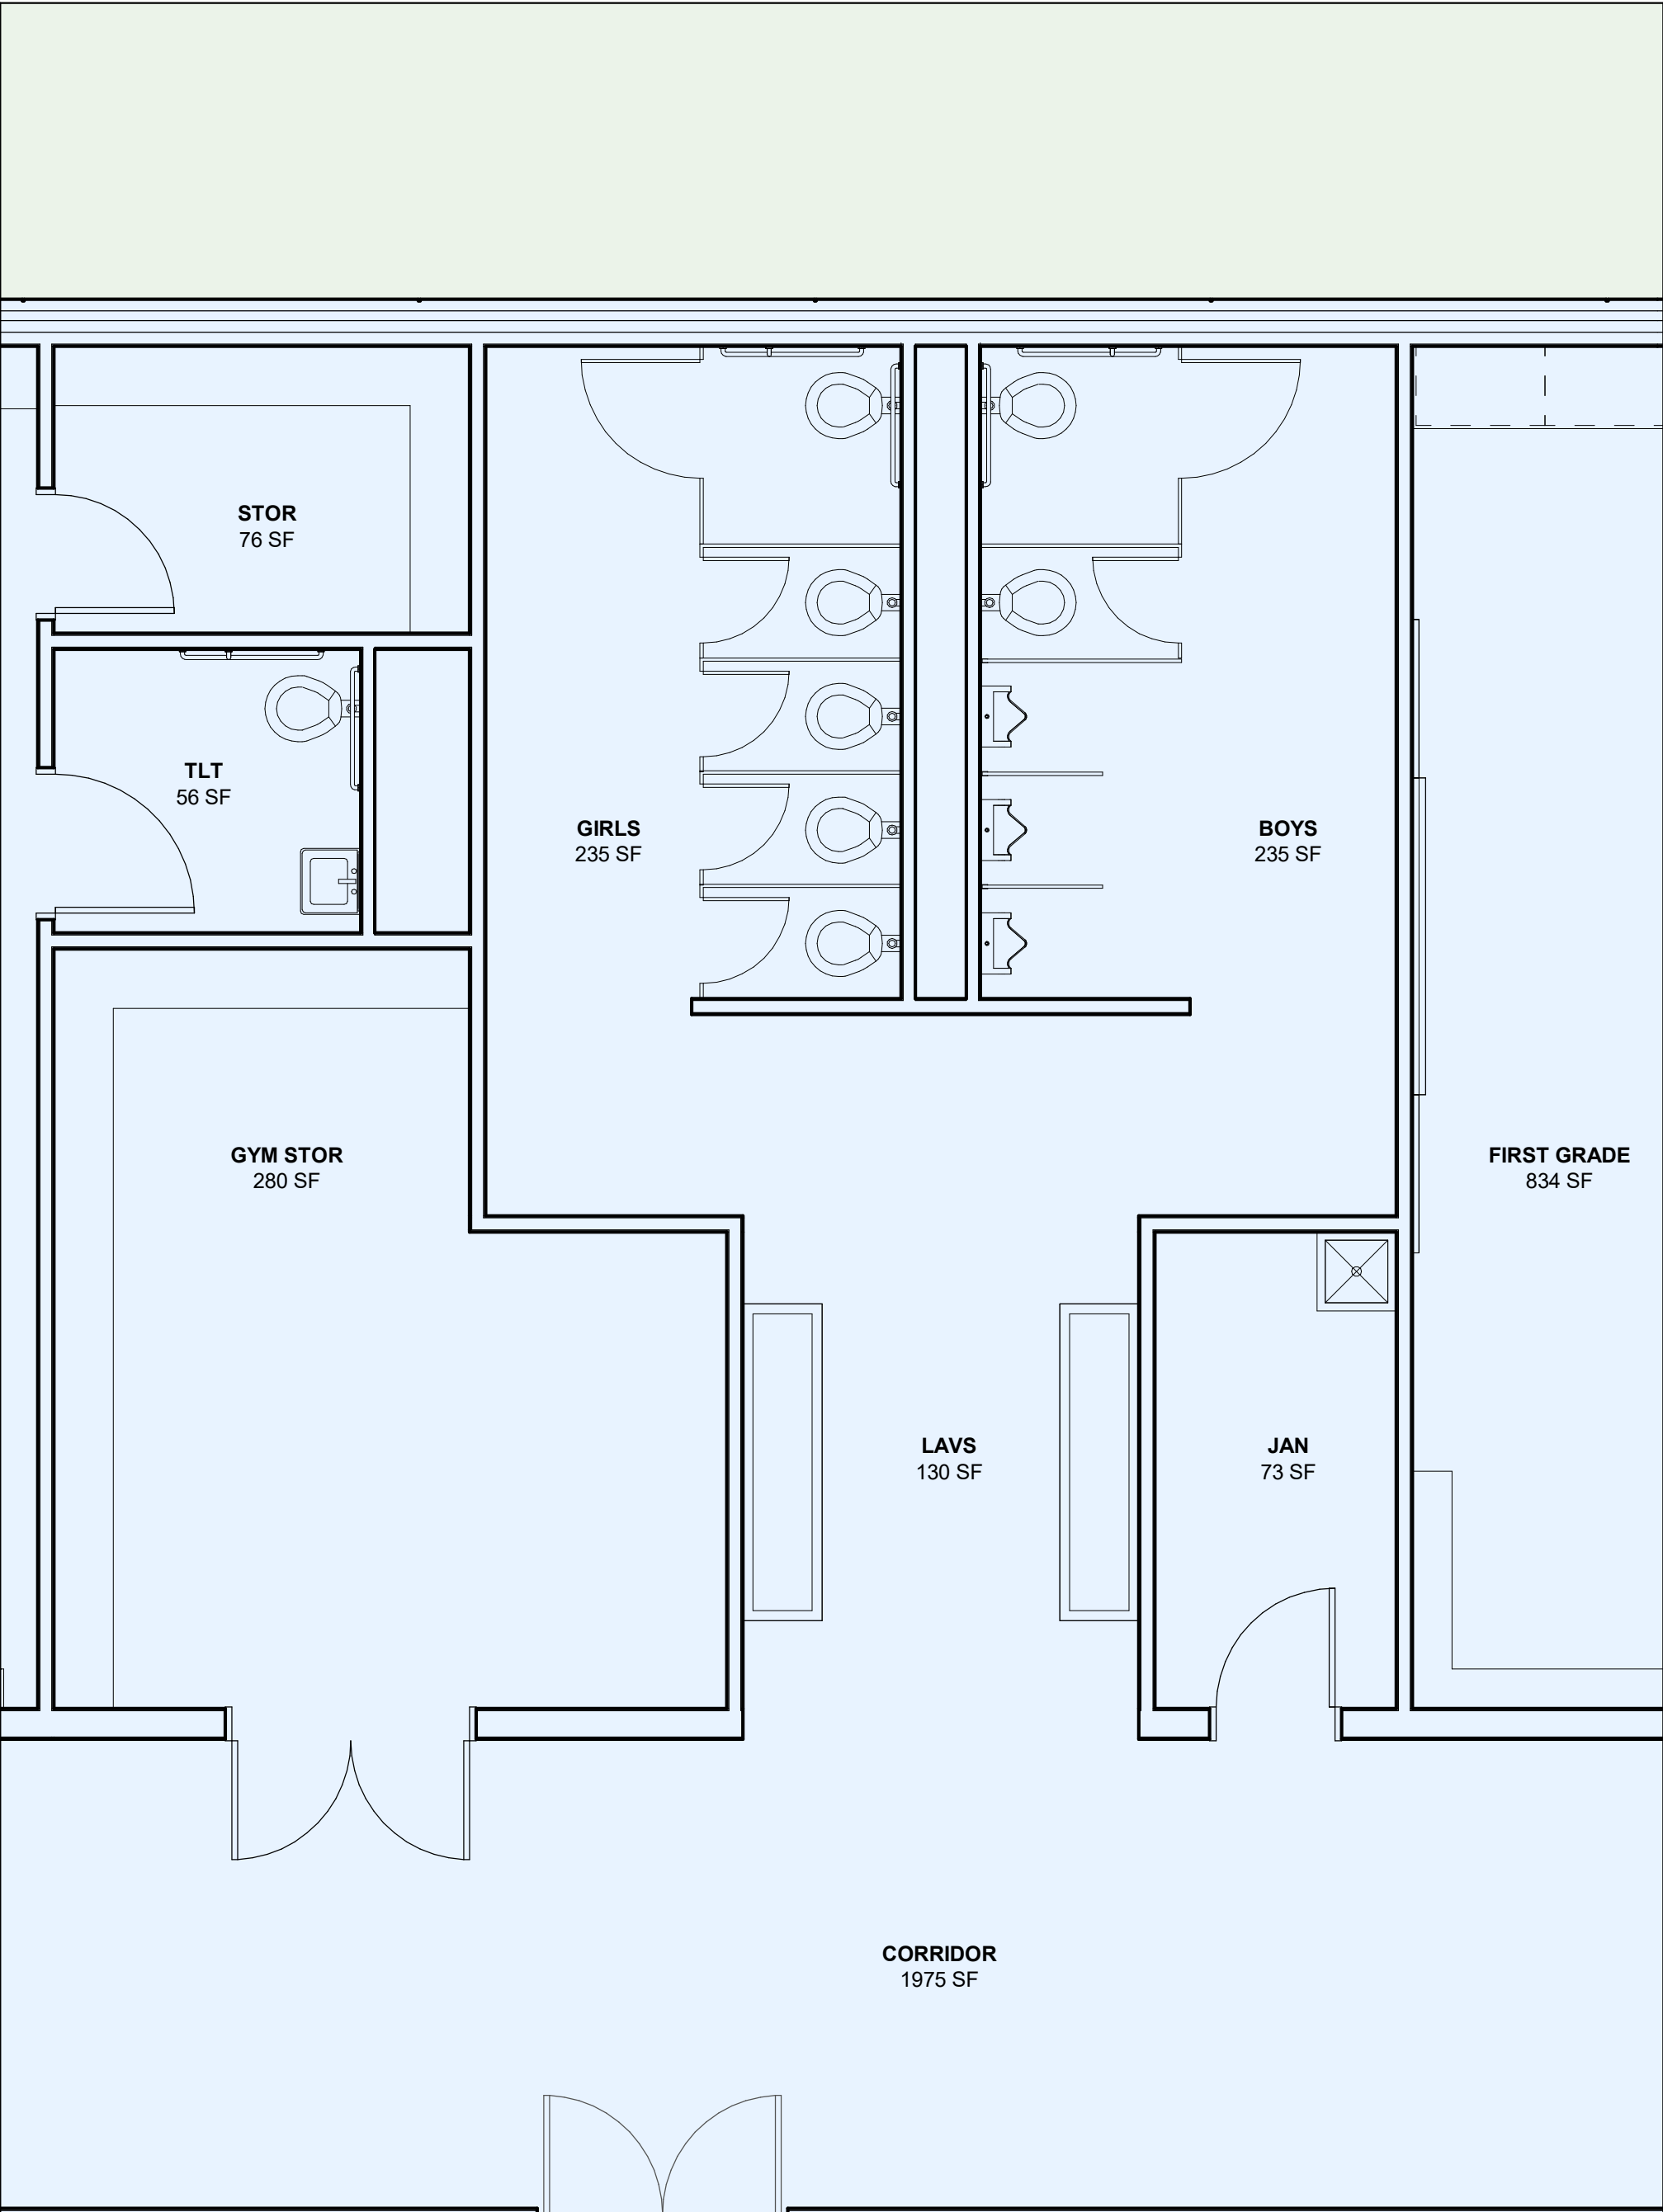 STOR
76 SF
TLT
56 SF
GIRLS
235 SF
BOYS
235 SF
GYM STOR
280 SF
FIRST GRADE
834 SF
LAVS
130 SF
JAN
73 SF
CORRIDOR
1975 SF